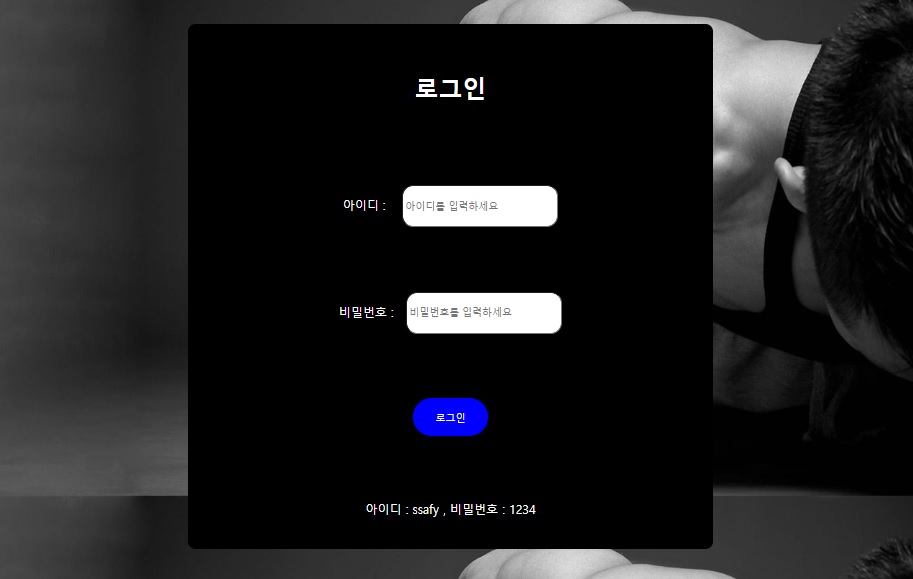 로그인
아이디 : 아이디를 입력하세요
비밀번호 : 비밀번호를 입력하세요
로그인
아이디 : ssafy , 비밀번호 : 1234